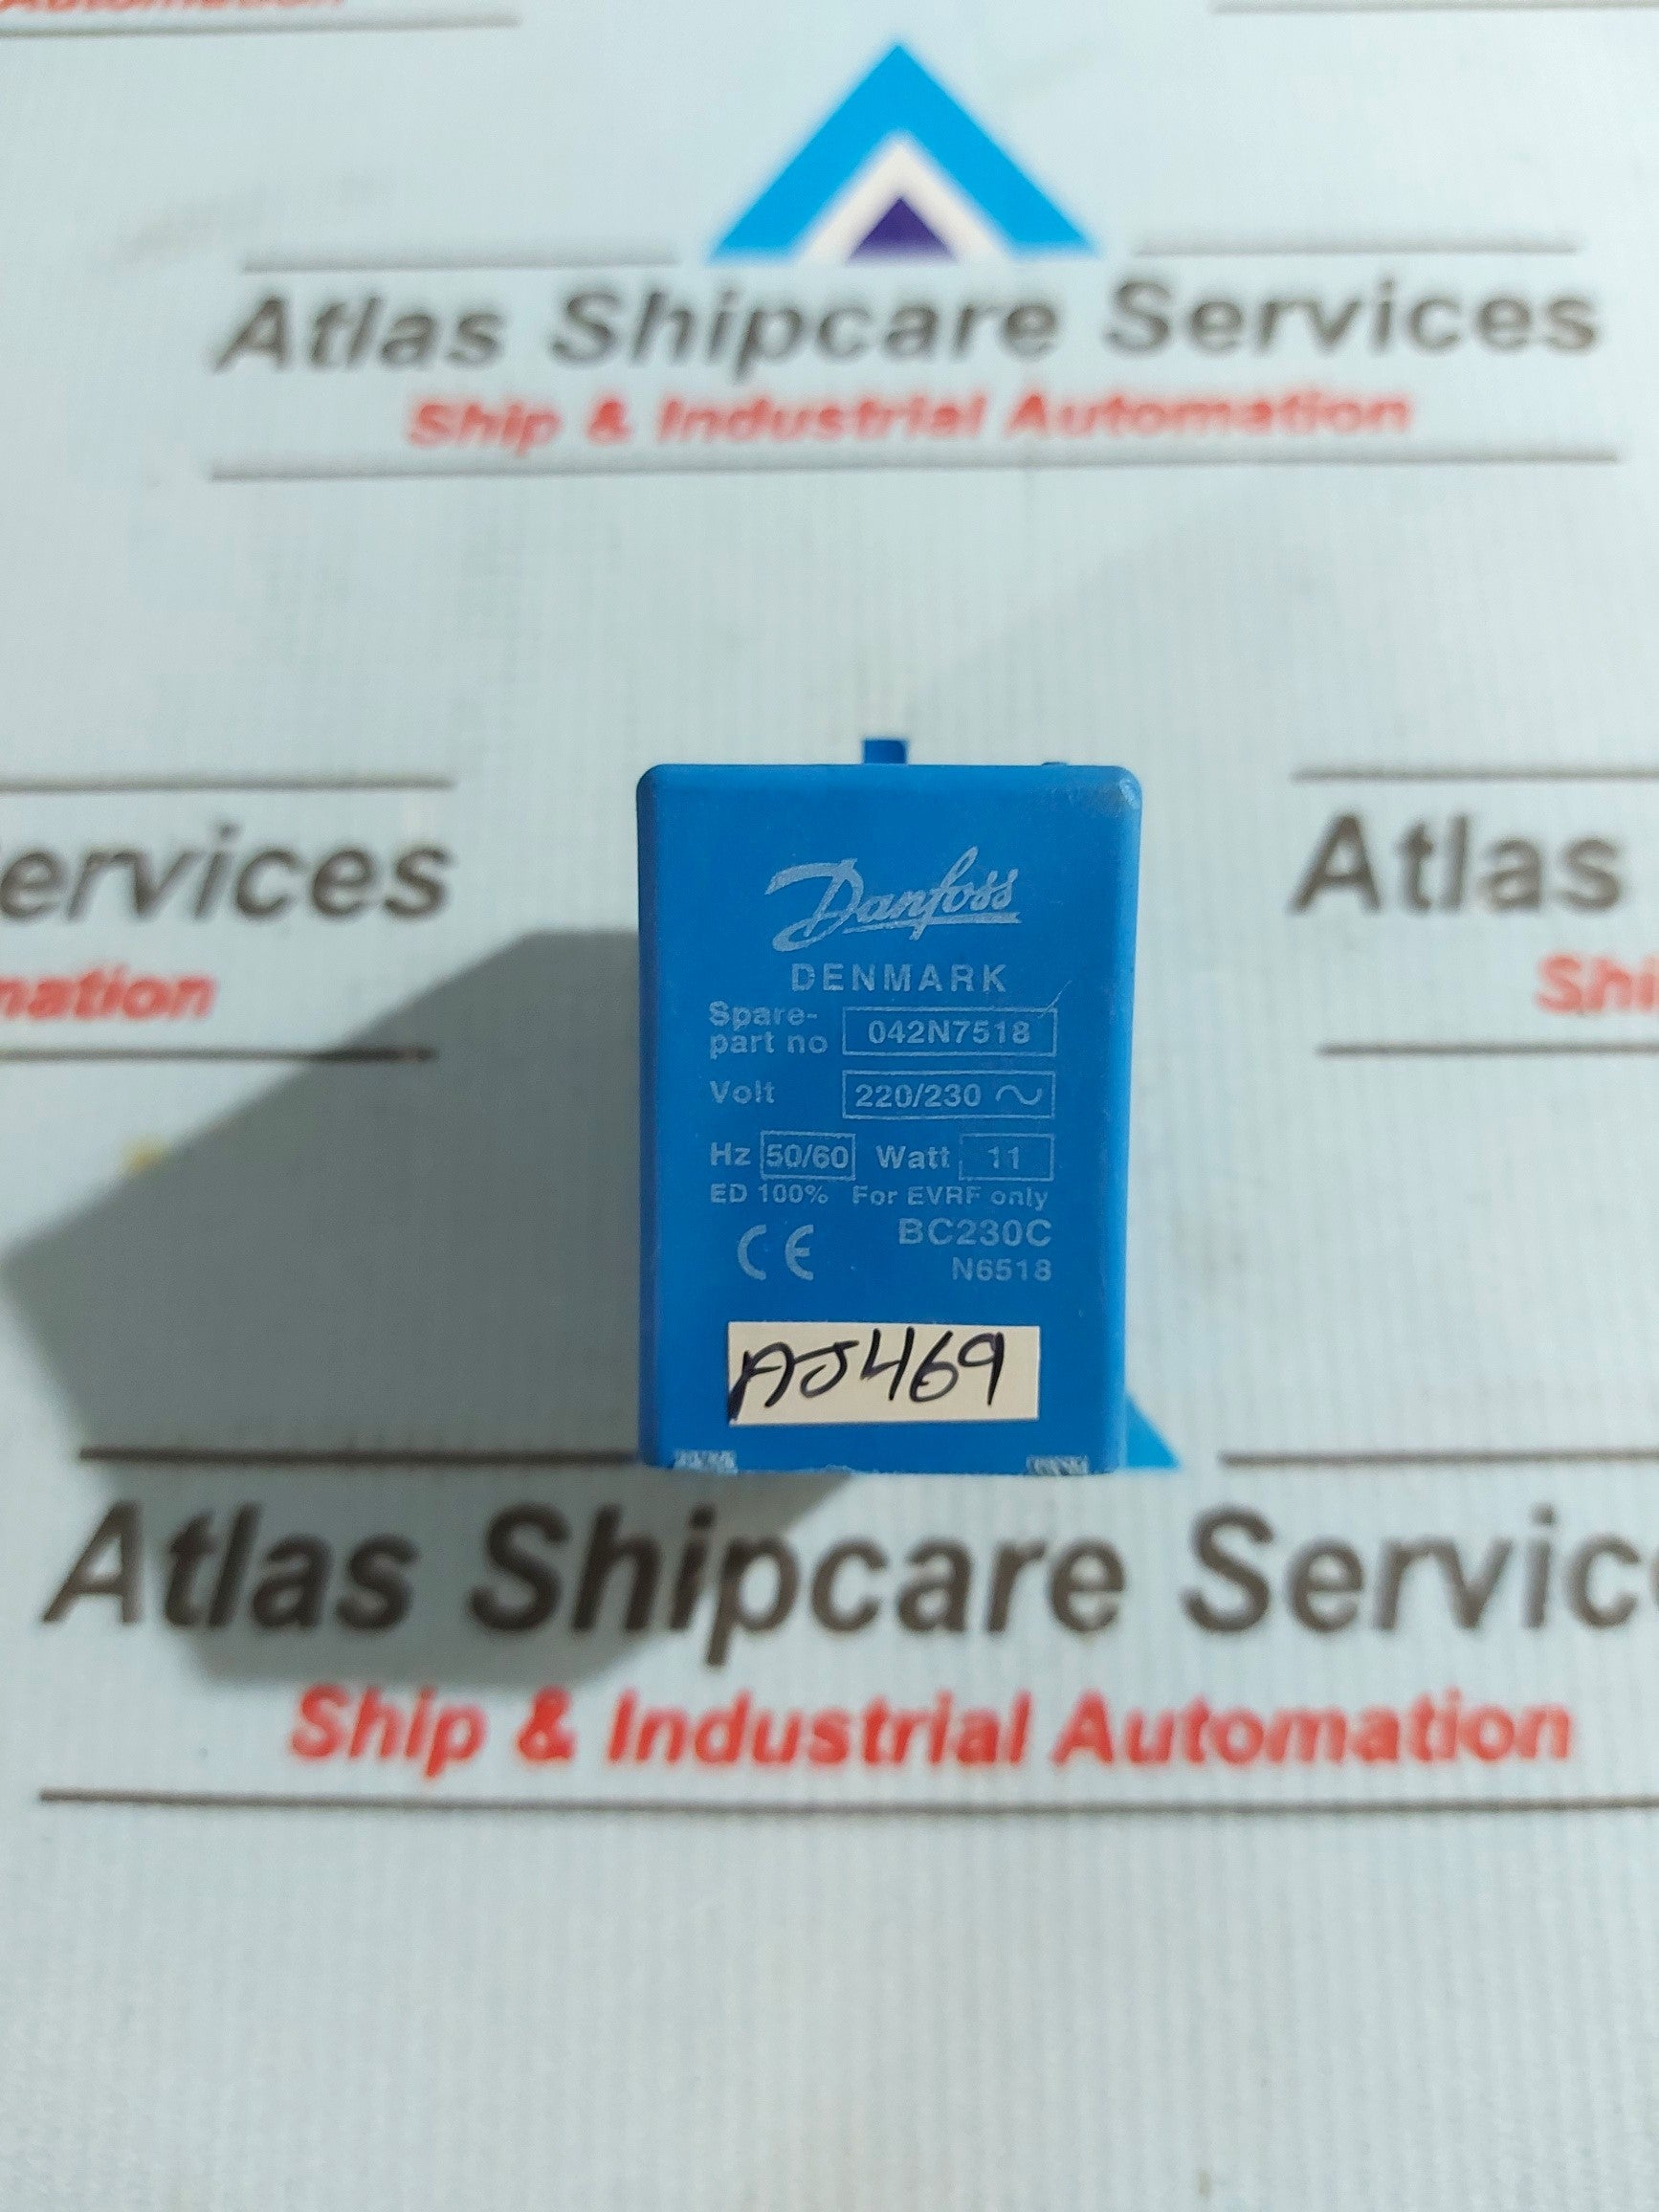 Automation
Atlas Shipcare Services
Ship & Industrial Automation
ervices
Atlas
mation
Shi
Danfoss
DENMARK
Spare-
part no 042N7518
Volt 220/230 ~
Hz 50/60 Watt 11
ED 100% For EVRF only
BC230C
CE
N6518
AJ469
Atlas Shipcare Servic
Ship & Industrial Automation